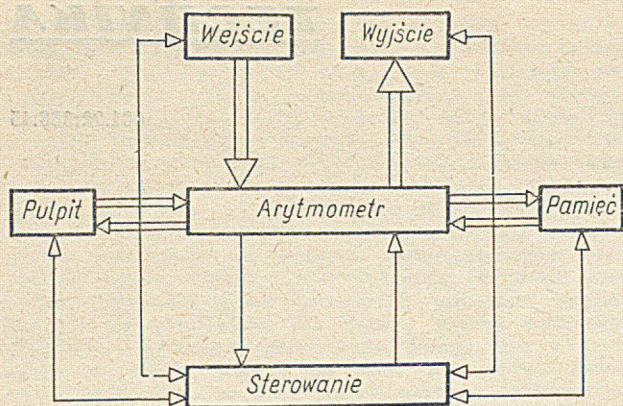 Wejście
Wyjście
Pulpit
Arytmometr
Pamięć
Sterowanie